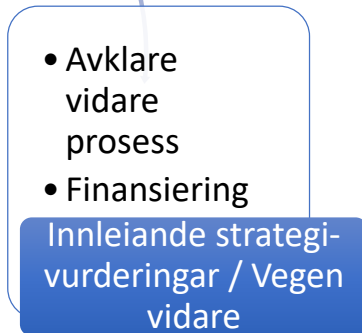 • Avklare
vidare
prosess
• Finansiering
Innleiande strategi-
vurderingar / Vegen
vidare